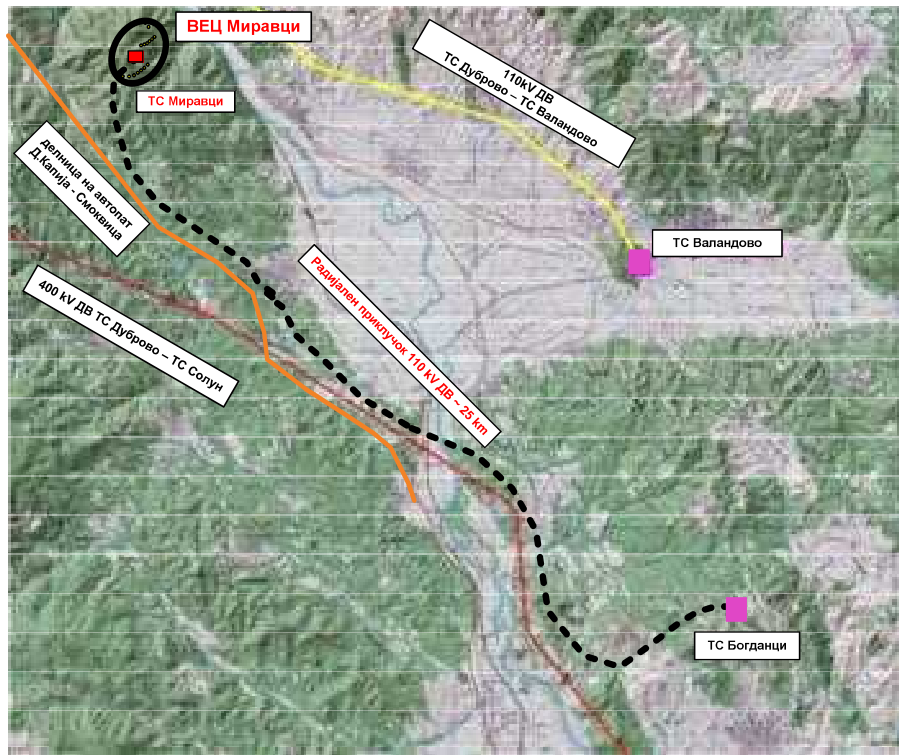 ВЕЦ Миравци
ТС Миравци
110kV ДВ
ТС Дуброво – ТС Валандово
делница на автопат
Д.Капија - Смоквица
ТС Валандово
400 kV ДВ ТС Дуброво – ТС Солун
Радијален приклучок 110 kV ДВ ~ 25 km
ТС Богданци